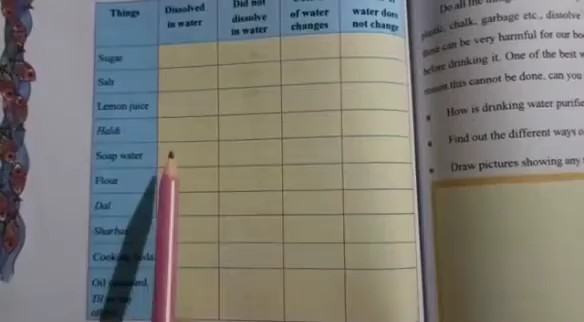 Things
Dissolved
in water
Did not
dissolve
in water
of water
changes
water does
not change
Sugar
Salt
Lemon juice
Haldi
Soap water
Flour
Dal
Sharbat
Cooking
Oil
Do all the
chalk, garbage etc., dissolve
can be very harmful for our
before drinking it. One of the best
this cannot be done, can you
How is drinking water
Find out the different ways
Draw pictures showing any